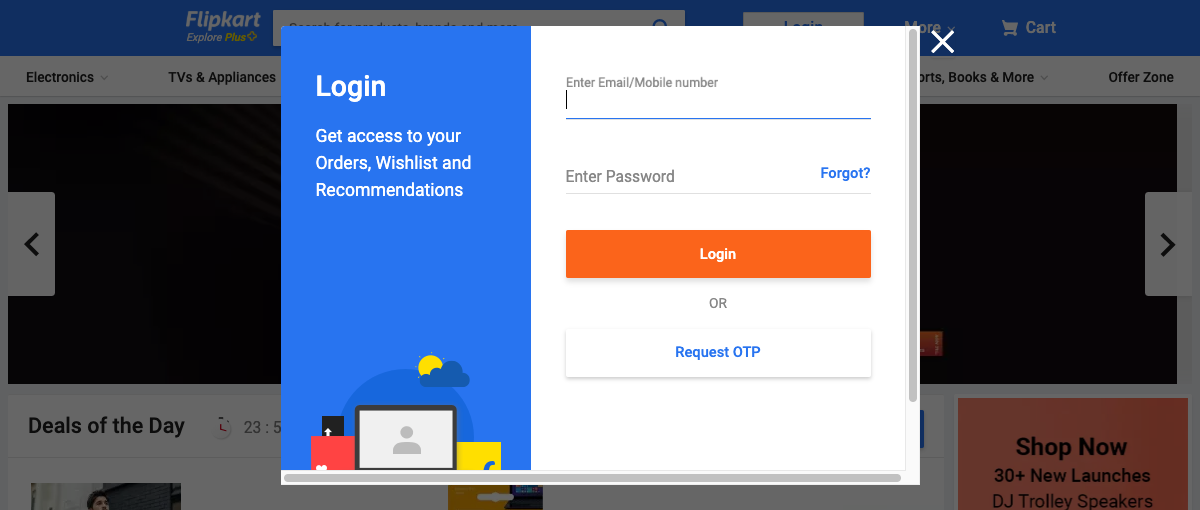 Flipkart
Explore Plus
Search for products, brands and more
Login
More
Cart
Electronics
TVs & Appliances
orts, Books & More
Offer Zone
Login
Get access to your
Orders, Wishlist and
Recommendations
Enter Email/Mobile number
Enter Password
Forgot?
Login
OR
Request OTP
Deals of the Day
23 : 5
Shop Now
30+ New Launches
DJ Trolley Speakers